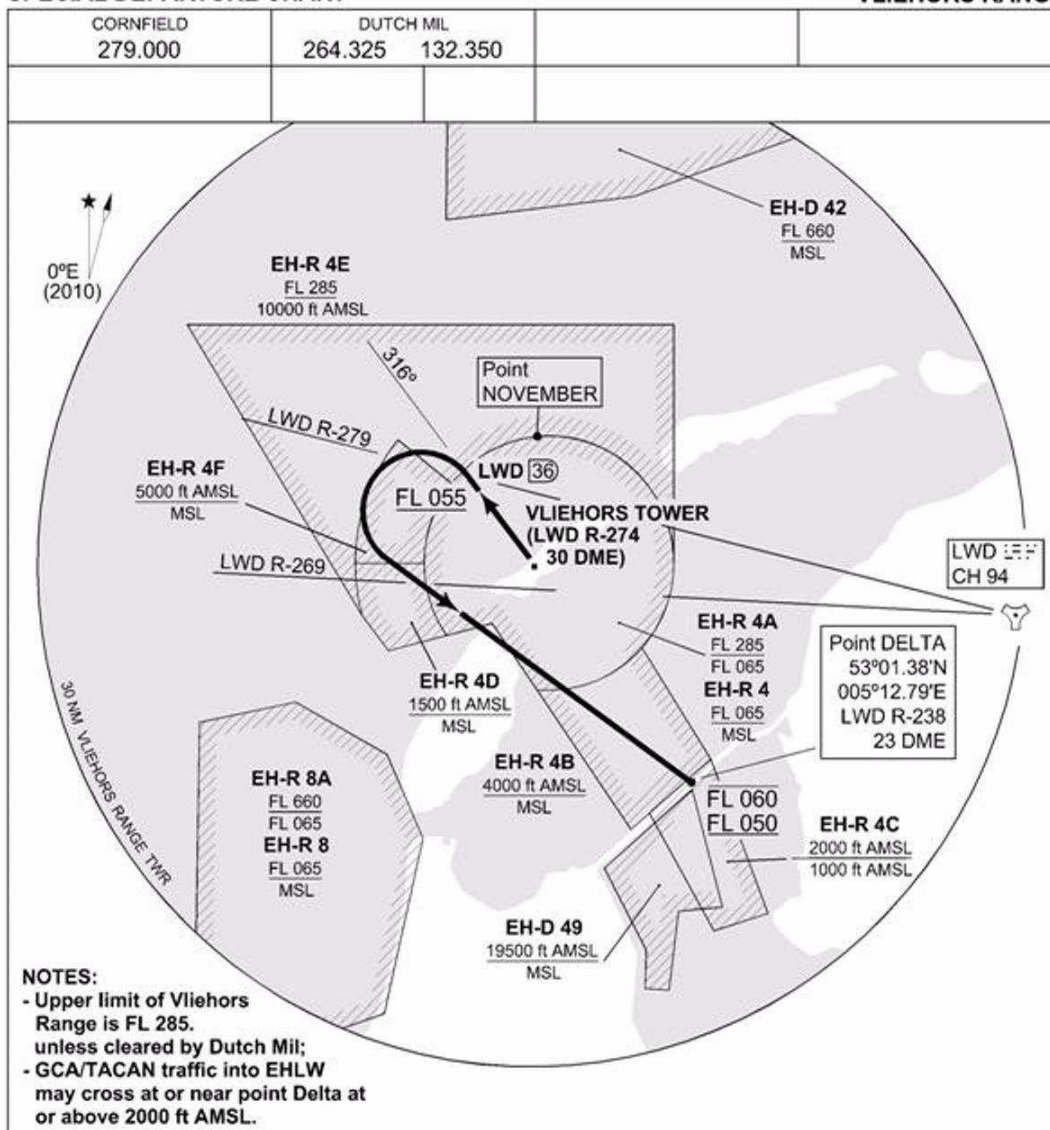 CORNFIELD
279.000
DUTCH MIL
264.325 132.350
0ºE
(2010)
EH-D 42
FL 660
MSL
EH-R 4E
FL 285
10000 ft AMSL
316º
Point
NOVEMBER
LWD R-279
LWD 36
EH-R 4F
5000 ft AMSL
MSL
FL 055
VLIEHORS TOWER
(LWD R-274
30 DME)
LWD R-269
LWD
CH 94
EH-R 4A
FL 285
FL 065
EH-R 4
FL 065
MSL
Point DELTA
53º01.38'N
005º12.79'E
LWD R-238
23 DME
EH-R 4D
1500 ft AMSL
MSL
30 NM VLIEHORS RANGE TWR
EH-R 4B
4000 ft AMSL
MSL
EH-R 8A
FL 660
FL 065
EH-R 8
FL 065
MSL
FL 060
FL 050
EH-R 4C
2000 ft AMSL
1000 ft AMSL
EH-D 49
19500 ft AMSL
MSL
NOTES:
- Upper limit of Vliehors
Range is FL 285.
unless cleared by Dutch Mil;
- GCA/TACAN traffic into EHLW
may cross at or near point Delta at
or above 2000 ft AMSL.